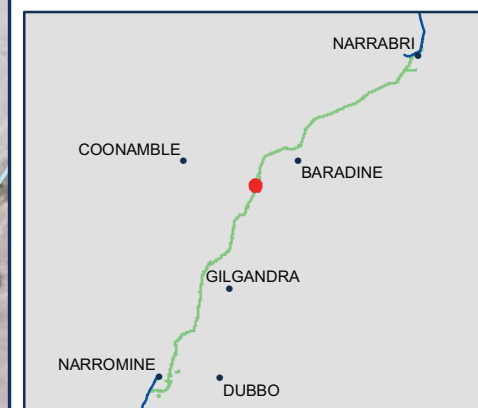 NARRABRI
COONAMBLE
BARADINE
GILGANDRA
NARROMINE
DUBBO